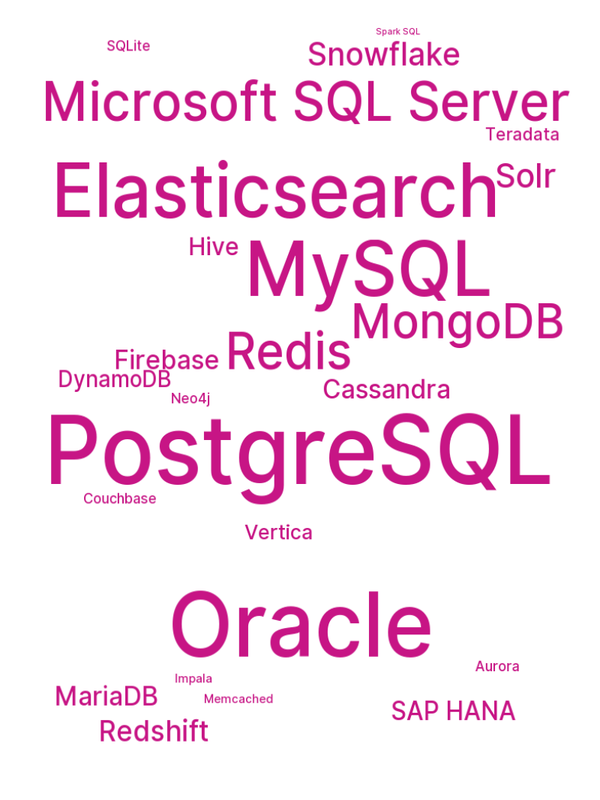 Spark SQL
SQLite
Snowflake
Microsoft SQL Server
Teradata
Elasticsearch
Solr
Hive
MySQL
MongoDB
Redis
Firebase
DynamoDB
Cassandra
Neo4j
PostgreSQL
Couchbase
Vertica
Oracle
Aurora
Impala
MariaDB
Memcached
SAP HANA
Redshift